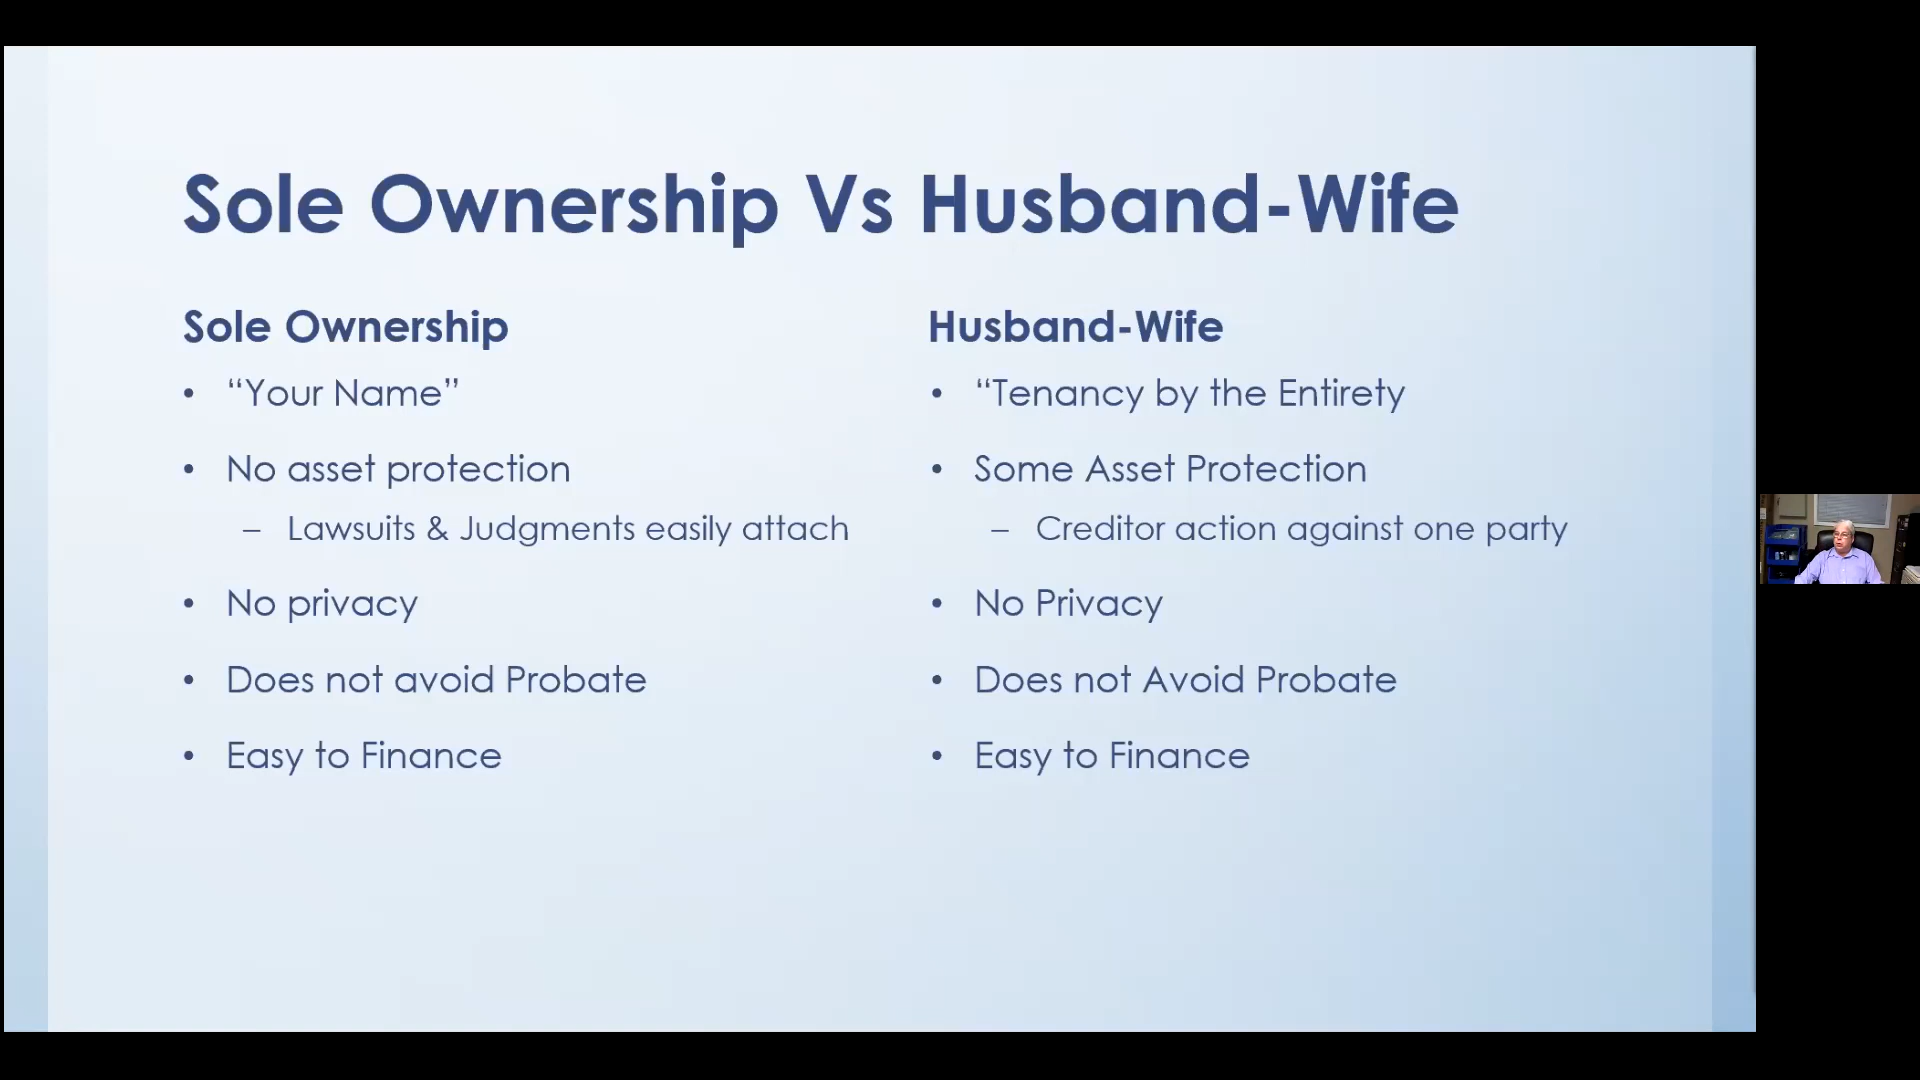 Sole Ownership Vs Husband-Wife
Sole Ownership
• “Your Name”
• No asset protection
– Lawsuits & Judgments easily attach
• No privacy
• Does not avoid Probate
• Easy to Finance
Husband-Wife
• “Tenancy by the Entirety
• Some Asset Protection
– Creditor action against one party
• No Privacy
• Does not Avoid Probate
• Easy to Finance